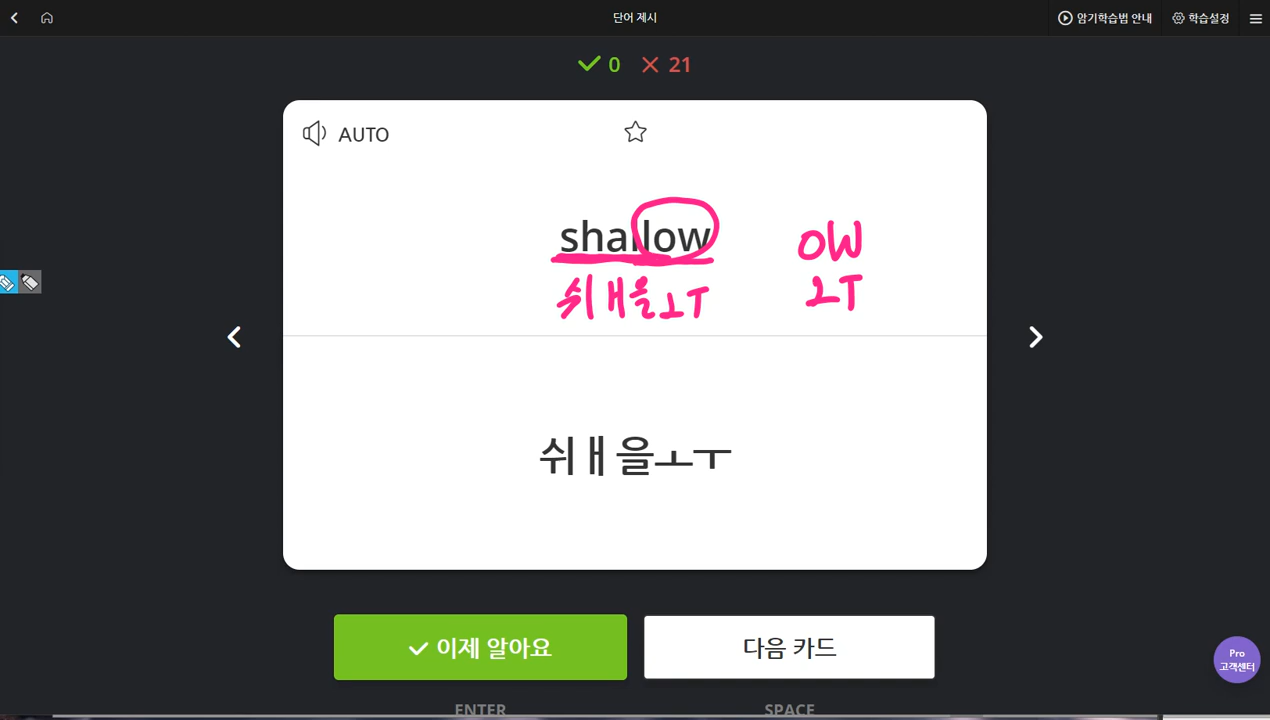 단어 제시
암기학습법 안내
학습설정
0 21
AUTO
shallow
ow
쉬ㅐ을ㅗㅜ
ㅗㅜ
쉬ㅐ을ㅗㅜ
이제 알아요
다음 카드
Pro
고객센터
ENTER
SPACE